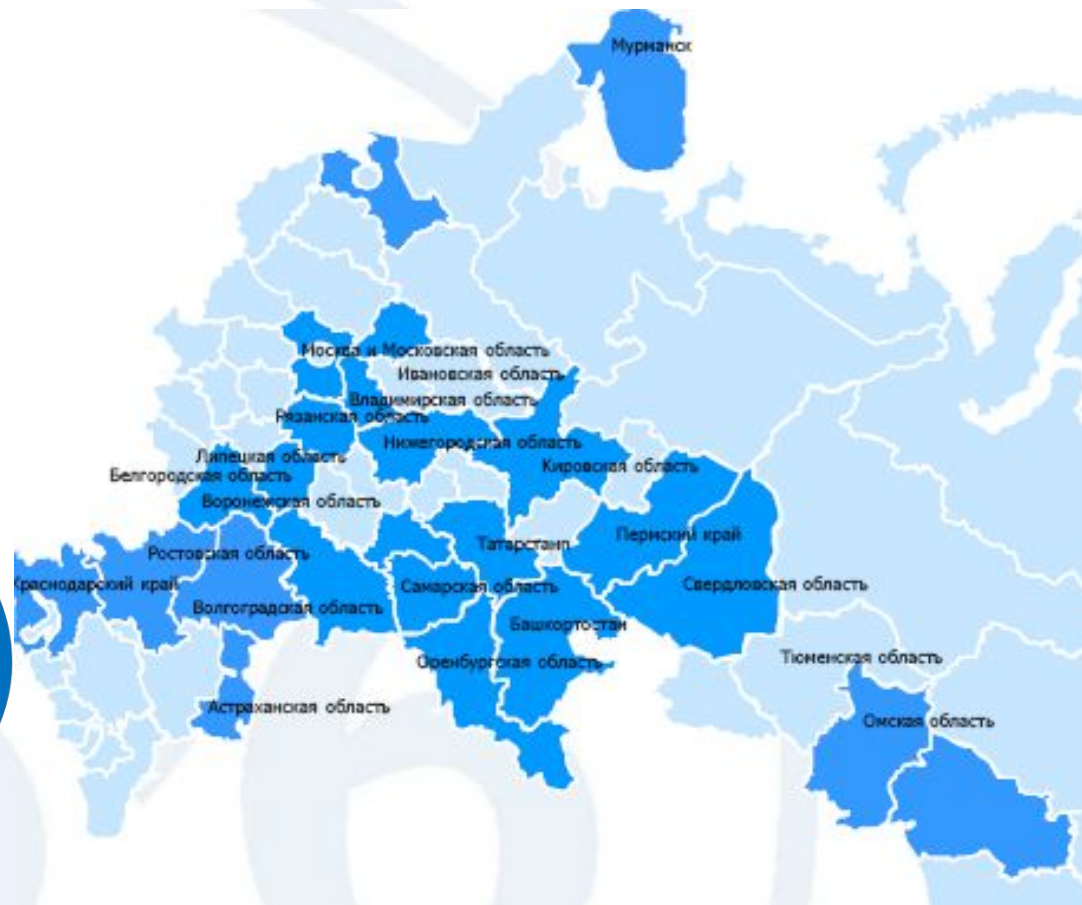 Мурманск
Москва и Московская область
Ивановская область
Владимирская область
Рязанская область
Нижегородская область
Липецкая область
Кировская область
Белгородская область
Воронежская область
Пермский край
Татарстанп
Ростовская область
Краснодарский край
Свердловская область
Самарская область
Волгоградская область
Башкортостан
Оренбургская область
Тюменская область
Астраханская область
Омская область